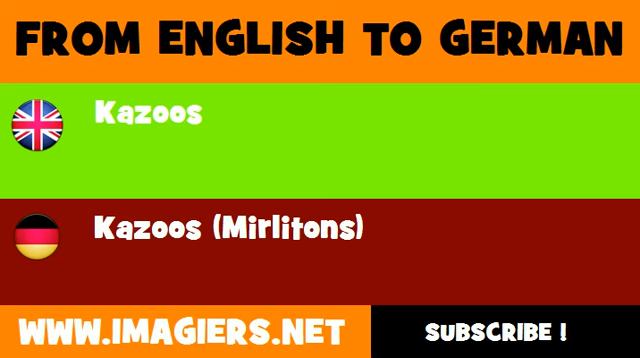 FROM ENGLISH TO GERMAN
Kazoos
Kazoos (Mirlitons)
WWW.IMAGIERS.NET
SUBSCRIBE !